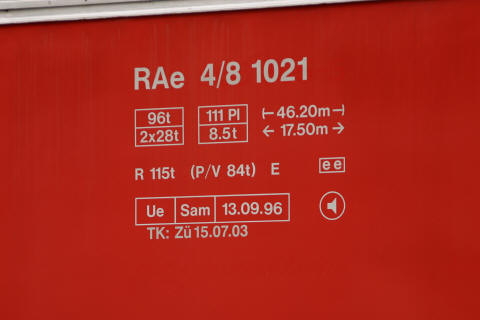 RAe 4/8 1021
96t 111 Pl 46.20m
2x28t 8.5t 17.50m
R 115t (P/V 84t) E ee
Ue Sam 13.09.96
TK: Zü 15.07.03